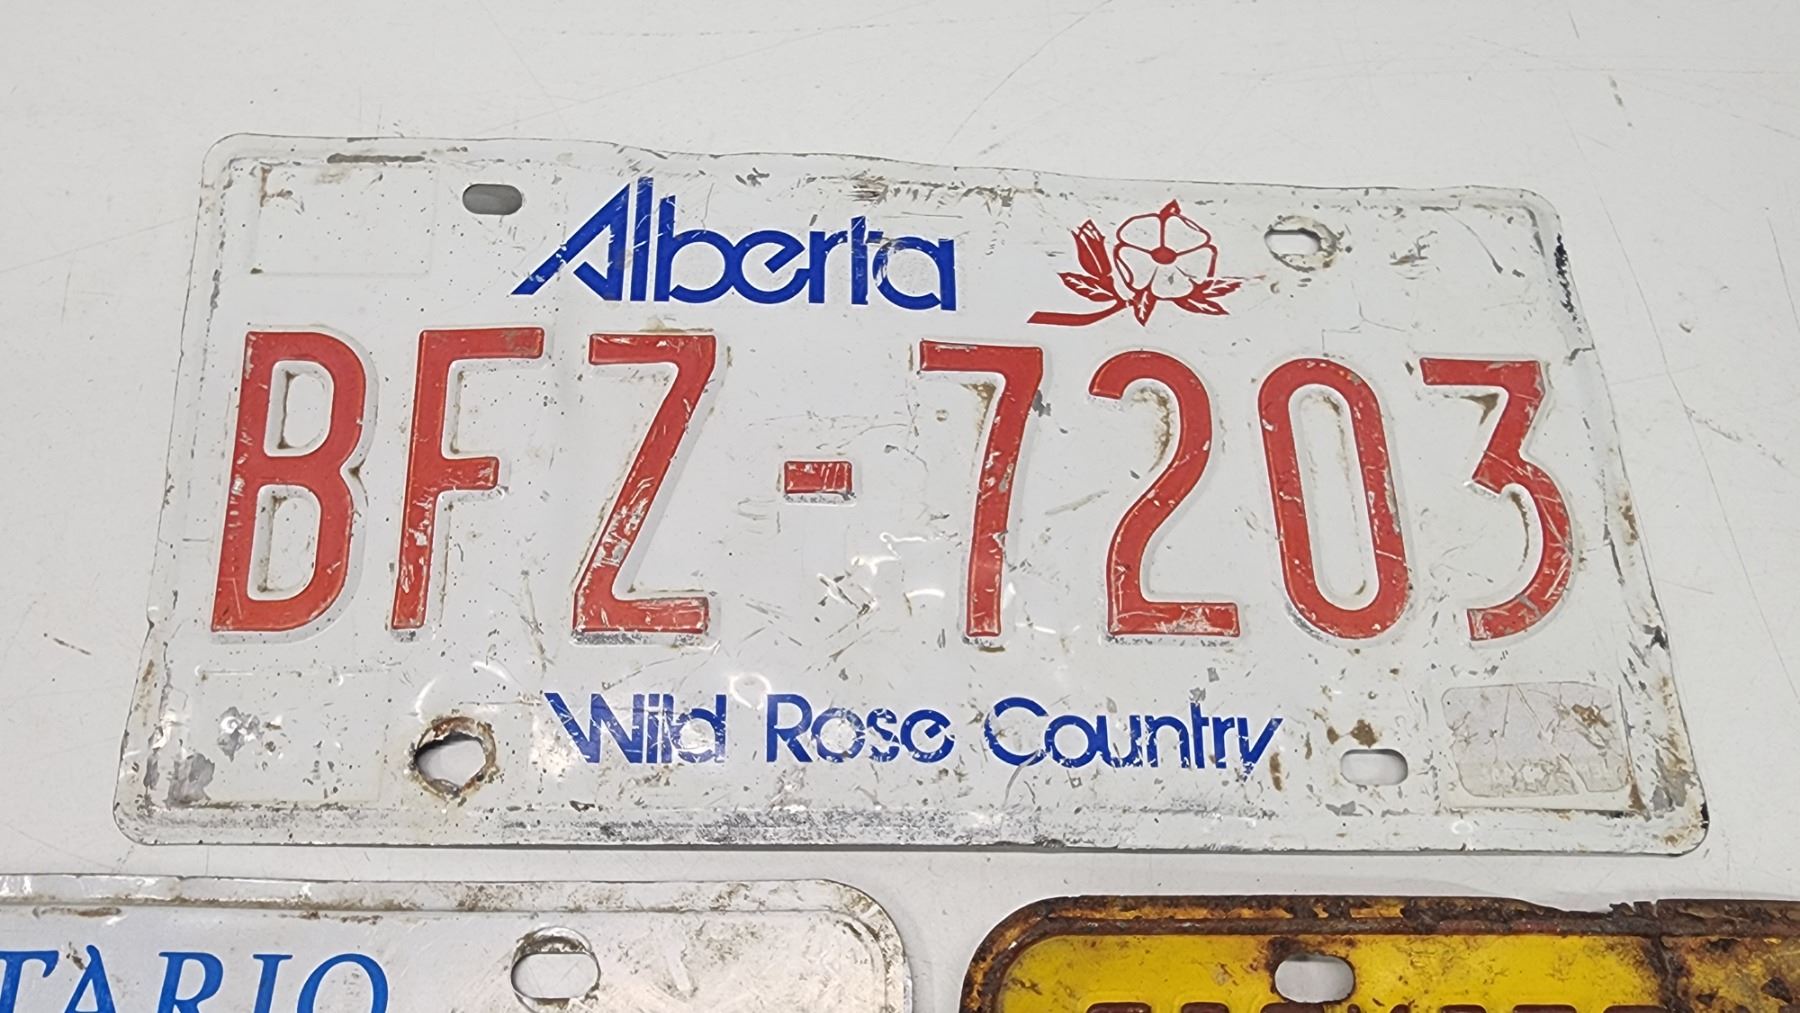 Alberta
BFZ-7203
Wild Rose Country
TARIO